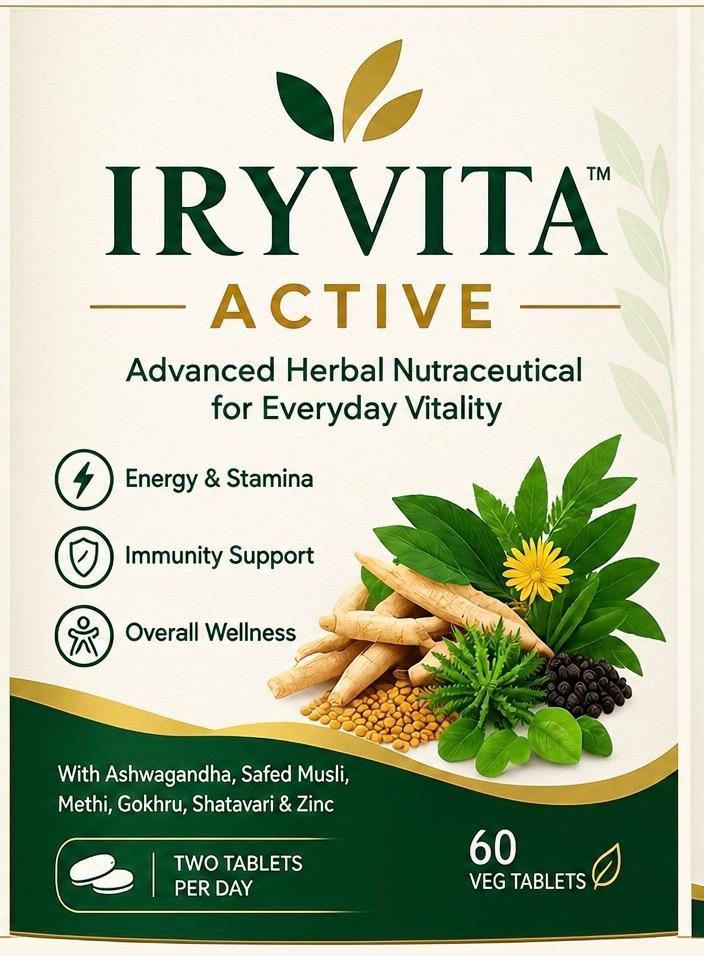 IRYVITA™
ACTIVE
Advanced Herbal Nutraceutical
for Everyday Vitality
Energy & Stamina
Immunity Support
Overall Wellness
With Ashwagandha, Safed Musli,
Methi, Gokhru, Shatavari & Zinc
TWO TABLETS
PER DAY
60
VEG TABLETS